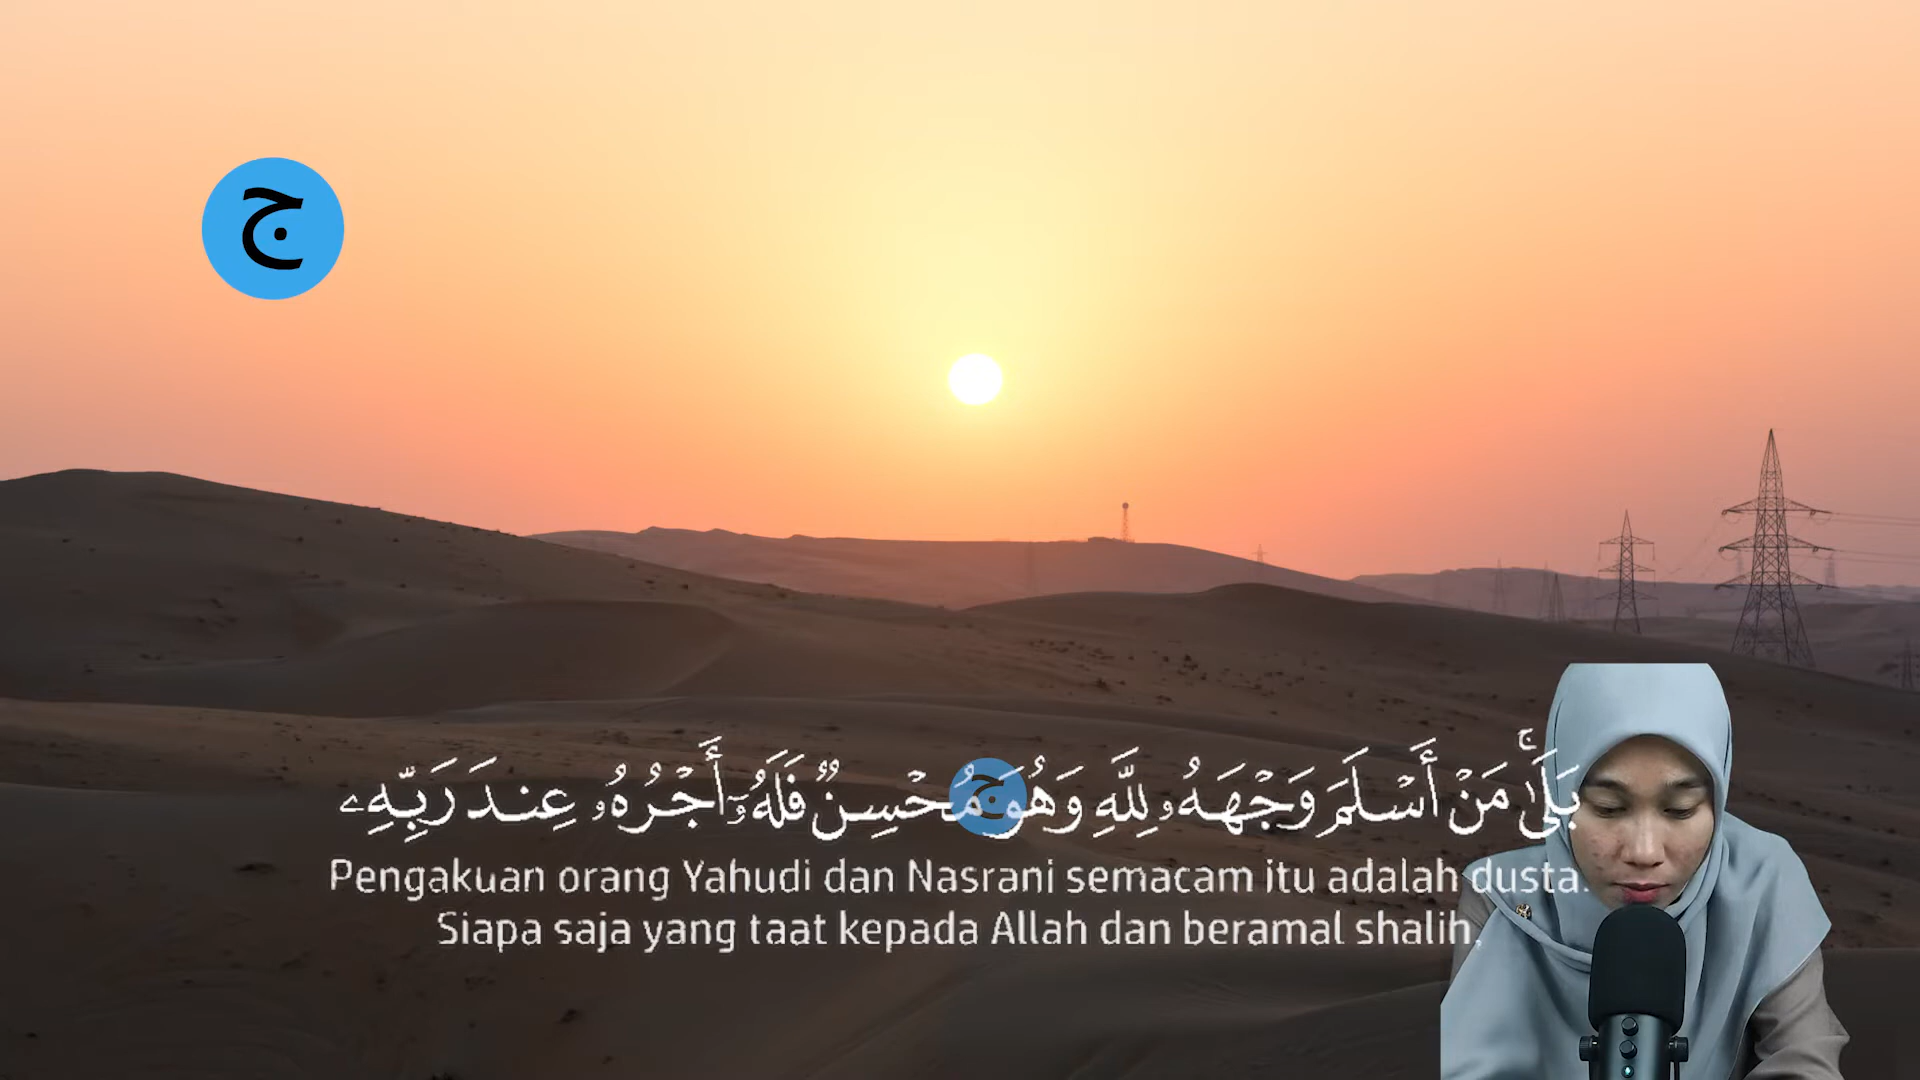 ج
بَلَىٰۚ مَنْ أَسْلَمَ وَجْهَهُۥ لِلَّهِ وَهُوَ مُحْسِنٌ فَلَهُۥٓ أَجْرُهُۥ عِندَ رَبِّهِۦ
ج
Pengakuan orang Yahudi dan Nasrani semacam itu adalah dusta.
Siapa saja yang taat kepada Allah dan beramal shalih,